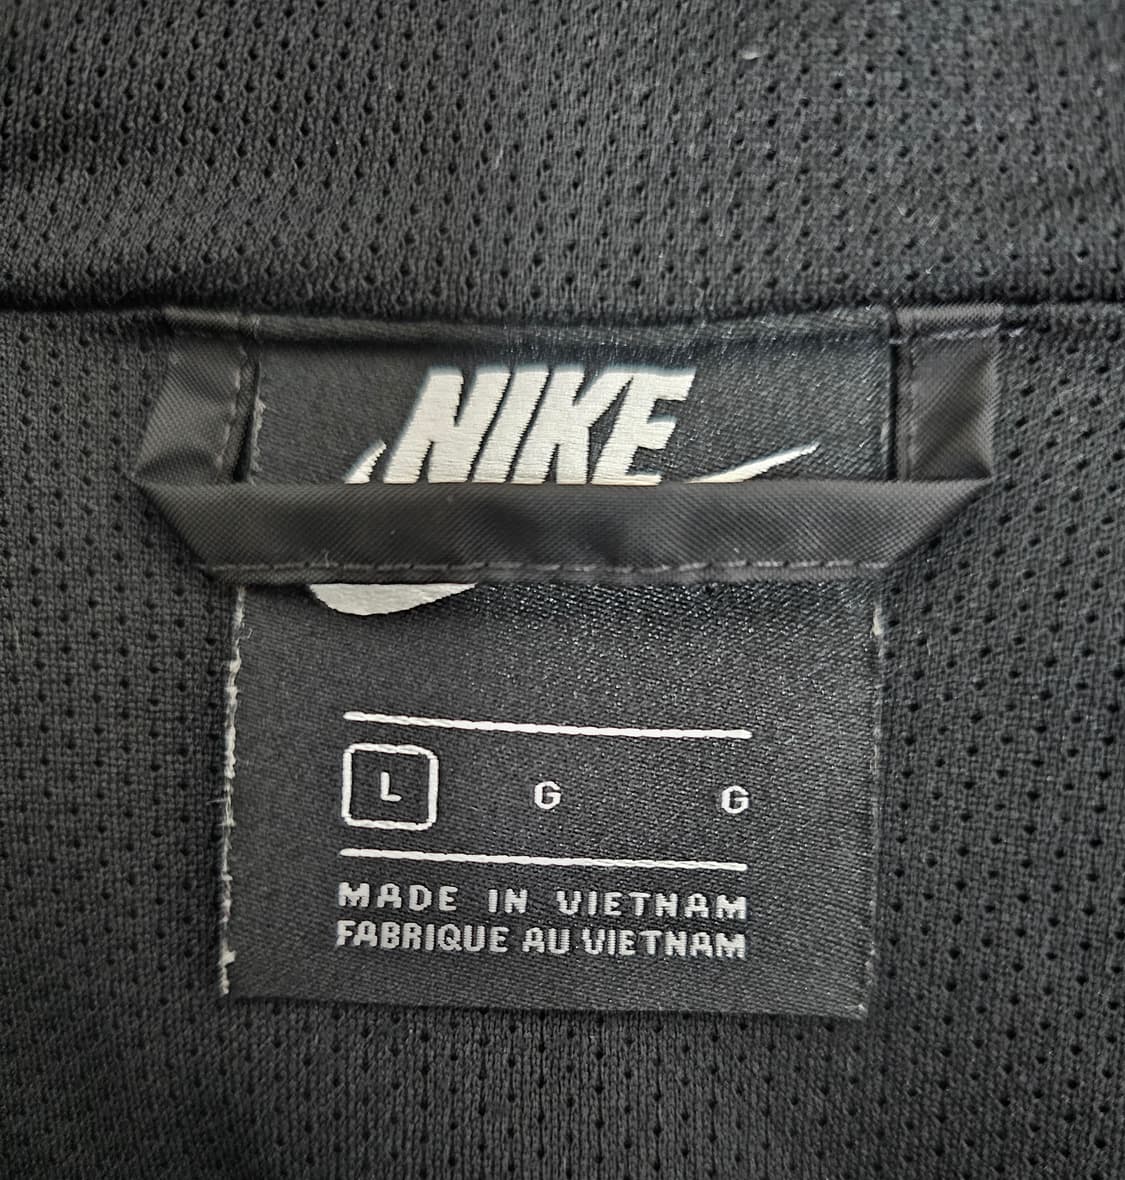 NIKE
L G G
MADE IN VIETNAM
FABRIQUE AU VIETNAM